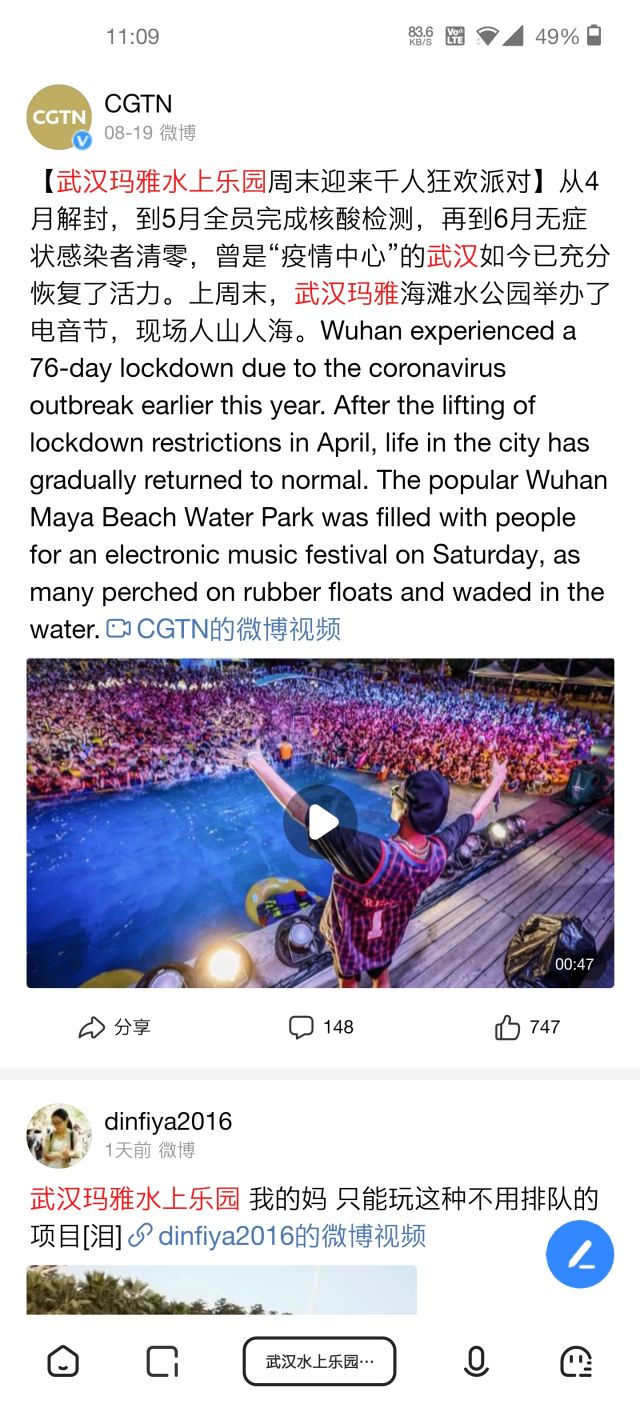 11:09
83.6
KB/S
VoLTE
49%
CGTN
CGTN
08-19 微博
【武汉玛雅水上乐园周末迎来千人狂欢派对】从4
月解封，到5月全员完成核酸检测，再到6月无症
状感染者清零，曾是“疫情中心”的武汉如今已充分
恢复了活力。上周末，武汉玛雅海滩水公园举办了
电音节，现场人山人海。Wuhan experienced a
76-day lockdown due to the coronavirus
outbreak earlier this year. After the lifting of
lockdown restrictions in April, life in the city has
gradually returned to normal. The popular Wuhan
Maya Beach Water Park was filled with people
for an electronic music festival on Saturday, as
many perched on rubber floats and waded in the
water. CGTN的微博视频
1
00:47
分享
148
747
dinfiya2016
1天前 微博
武汉玛雅水上乐园 我的妈 只能玩这种不用排队的
项目[泪] dinfiya2016的微博视频
武汉水上乐园…